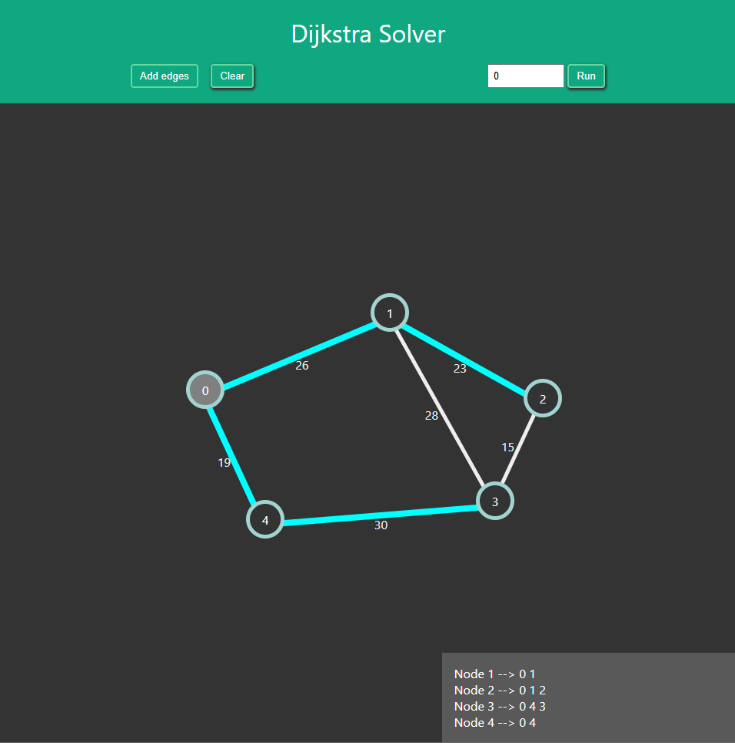 Dijkstra Solver
Add edges
Clear
0
Run
1
26
23
0
2
28
15
19
3
4
30
Node 1 --> 0 1
Node 2 --> 0 1 2
Node 3 --> 0 4 3
Node 4 --> 0 4